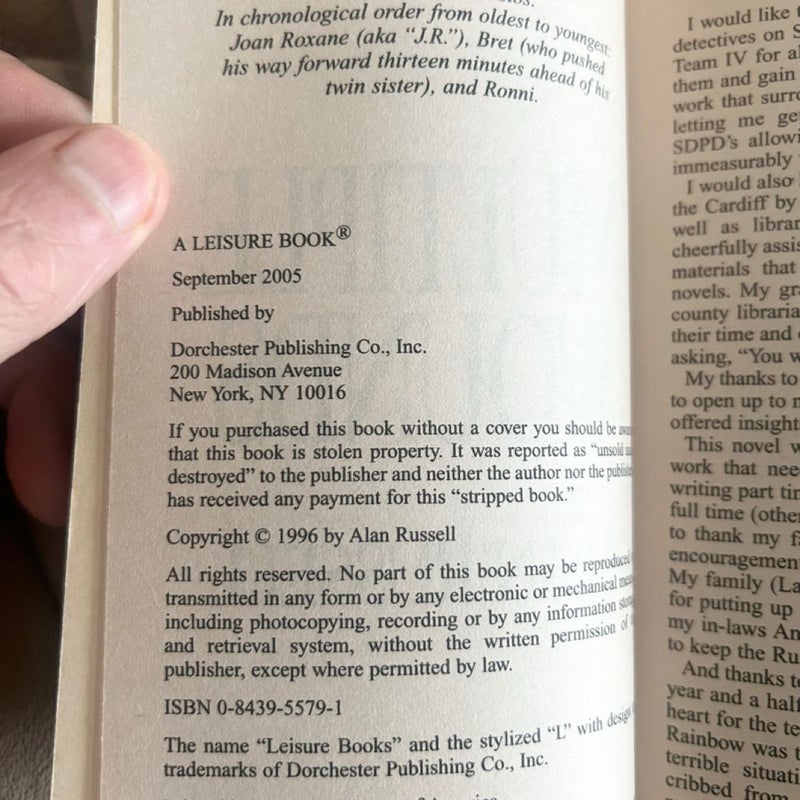 In chronological order from oldest to youngest:
Joan Roxane (aka "J.R."), Bret (who pushed
his way forward thirteen minutes ahead of his
twin sister), and Ronni.
A LEISURE BOOK®
September 2005
Published by
Dorchester Publishing Co., Inc.
200 Madison Avenue
New York, NY 10016
If you purchased this book without a cover you should be aware
that this book is stolen property. It was reported as "unsold
destroyed" to the publisher and neither the author nor the
has received any payment for this "stripped book."
Copyright © 1996 by Alan Russell
All rights reserved. No part of this book may be reproduced
transmitted in any form or by any electronic or mechanical
including photocopying, recording or by any information
and retrieval system, without the written permission of
publisher, except where permitted by law.
ISBN 0-8439-5579-1
The name "Leisure Books" and the stylized "L" with design
trademarks of Dorchester Publishing Co., Inc.
I would like
detectives on
Team IV for
them and gain
work that
letting me
SDPD's
immeasurably
I would also
the Cardiff by
well as
cheerfully
materials that
novels. My
county
their time and
asking, "You
My thanks to
to open up to
offered insight
This novel
work that
writing part
full time
to thank my
encouragement
My family
for putting up
my in-laws
to keep the
And thanks
year and a half
heart for the
Rainbow was
terrible
cribbed from